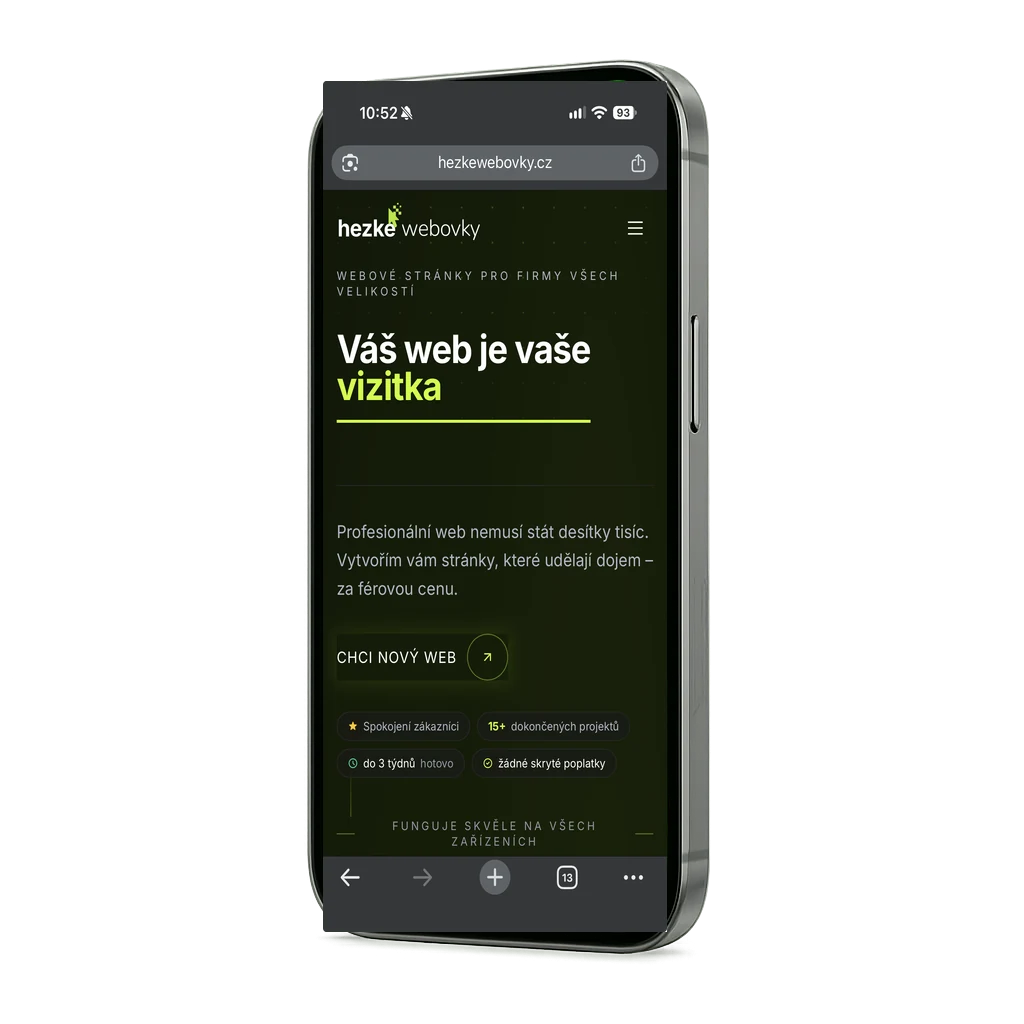 10:52
93
hezkewebovky.cz
hezké webovky
WEBOVÉ STRÁNKY PRO FIRMY VŠECH
VELIKOSTÍ
Váš web je vaše
vizitka
Profesionální web nemusí stát desítky tisíc.
Vytvořím vám stránky, které udělají dojem –
za férovou cenu.
CHCI NOVÝ WEB
Spokojení zákazníci
15+ dokončených projektů
do 3 týdnů hotovo
žádné skryté poplatky
FUNGUJE SKVĚLE NA VŠECH
ZAŘÍZENÍCH
13